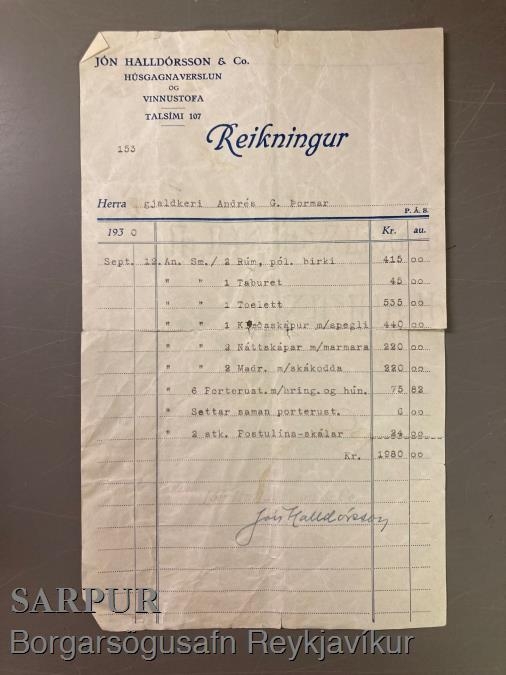 JÓN HALLDÓRSSON & Co.
HÚSGAGNAVERSLUN
OG
VINNUSTOFA
TALSÍMI 107
Reikningur
153
Herra gjaldkeri Andrés G. Þormar
P. Á. S.
1930 Kr. au.
Sept. 12. An. Sm./ 2 Rúm, pól. birki 415 00
" " 1 Taburet 45 00
" " 1 Toelett 535 00
" " 1 Klæðaskápur m/spegli 440 00
" " 2 Náttskápar m/marmara 220 00
" " 2 Madr. m/skákodda 220 00
" 6 Porterust. m/hring. og hún. 75 82
" Settar saman porterust. 6 00
" 2 stk. Postulins-skálar 24 00
Kr. 1980 00
Jón Halldórsson
SARPUR
Borgarsögusafn Reykjavíkur